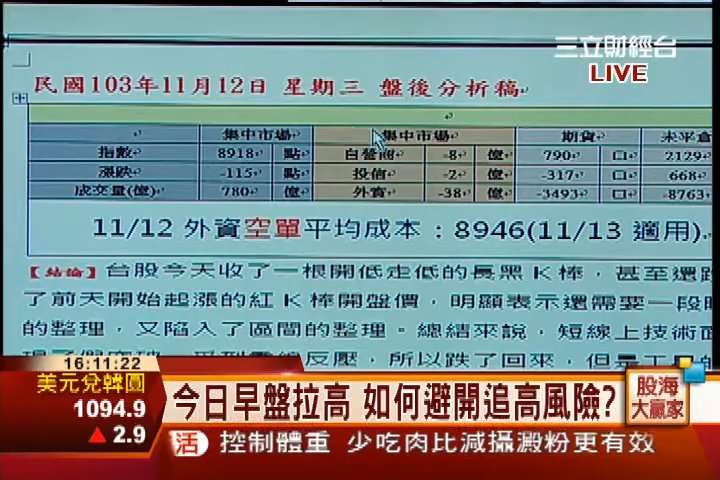 三立財經台
LIVE
民國103年11月12日 星期三 盤後分析稿
集中市場 集中市場 期貨 未平倉
指數 8918 點 自營商 -8 億 790 口 2129
漲跌 -115 點 投信 -2 億 -317 口 668
成交量(億) 780 億 外資 -38 億 -3493 口 -8763
11/12 外資空單平均成本：8946(11/13 適用)
【結論】台股今天收了一根開低走低的長黑K棒，甚至還跌
了前天開始起漲的紅K棒開盤價，明顯表示還需要一段時
的整理，又陷入了區間的整理。總結來說，短線上技術面
反壓，所以跌了回來，但是
16:11:22
美元兌韓圜
1094.9
▲2.9
今日早盤拉高 如何避開追高風險?
股海
大贏家
活 控制體重 少吃肉比減攝澱粉更有效